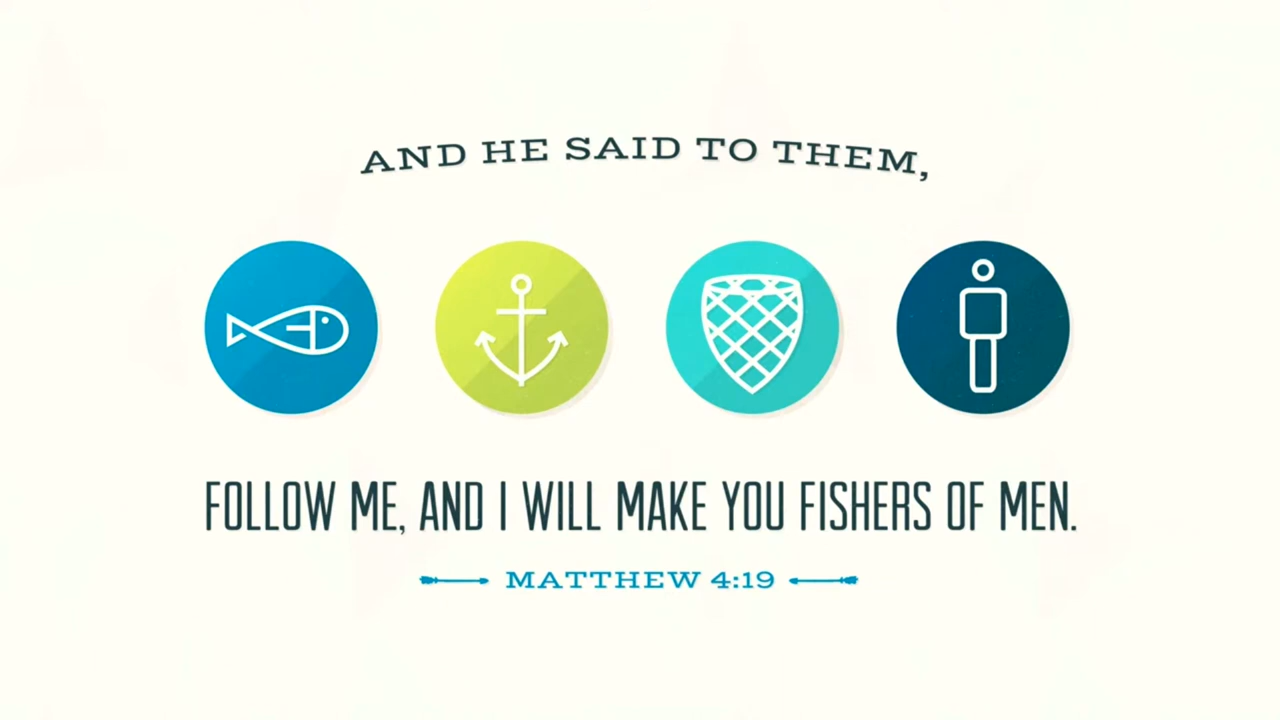 AND HE SAID TO THEM,
FOLLOW ME, AND I WILL MAKE YOU FISHERS OF MEN.
MATTHEW 4:19